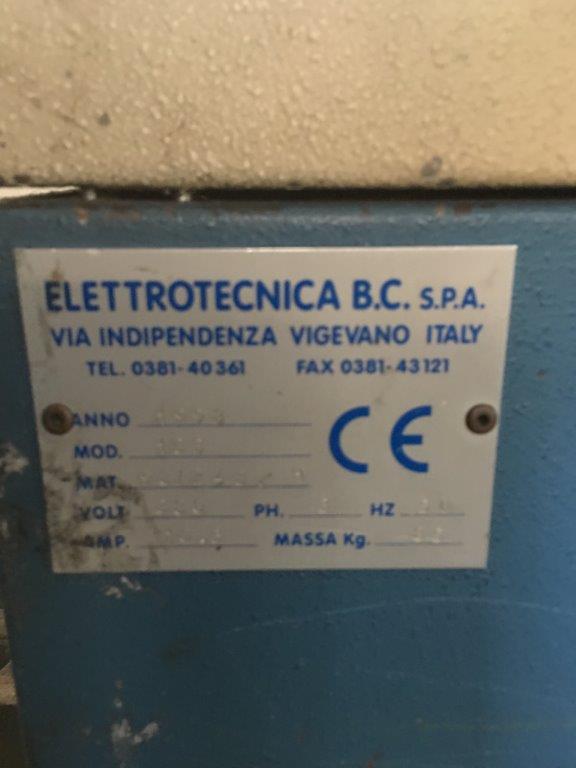 ELETTROTECNICA B.C. S.P.A.
VIA INDIPENDENZA VIGEVANO ITALY
TEL. 0381-40361 FAX 0381-43121
ANNO
MOD.
CE
MAT.
VOLT PH. HZ
AMP. MASSA Kg.